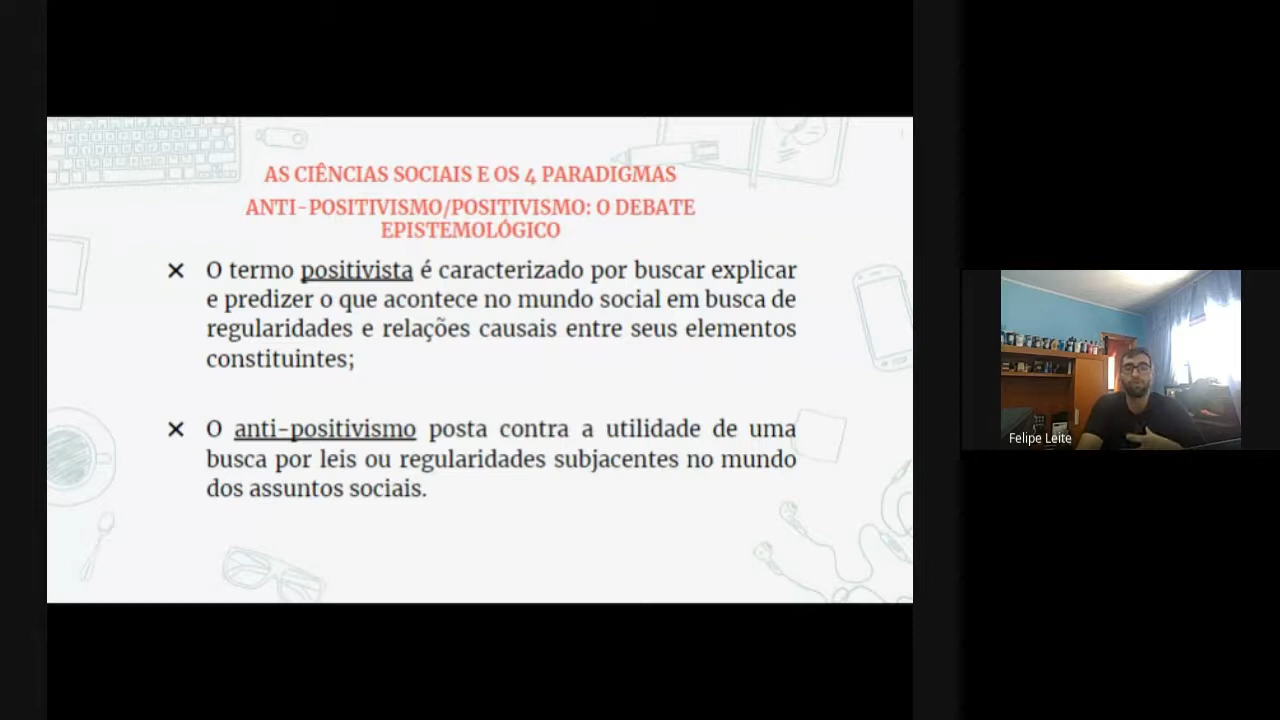 AS CIÊNCIAS SOCIAIS E OS 4 PARADIGMAS
ANTI-POSITIVISMO/POSITIVISMO: O DEBATE
EPISTEMOLÓGICO
× O termo positivista é caracterizado por buscar explicar
e predizer o que acontece no mundo social em busca de
regularidades e relações causais entre seus elementos
constituintes;
× O anti-positivismo posta contra a utilidade de uma
busca por leis ou regularidades subjacentes no mundo
dos assuntos sociais.
Felipe Leite